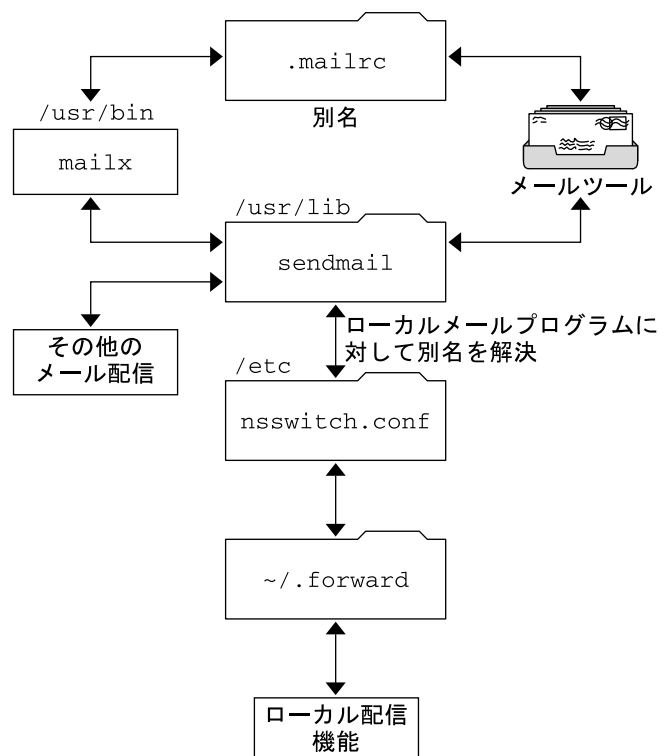 .mailrc
別名
/usr/bin
mailx
メールツール
/usr/lib
sendmail
その他の
メール配信
ローカルメールプログラムに
対して別名を解決
/etc
nsswitch.conf
~/.forward
ローカル配信
機能